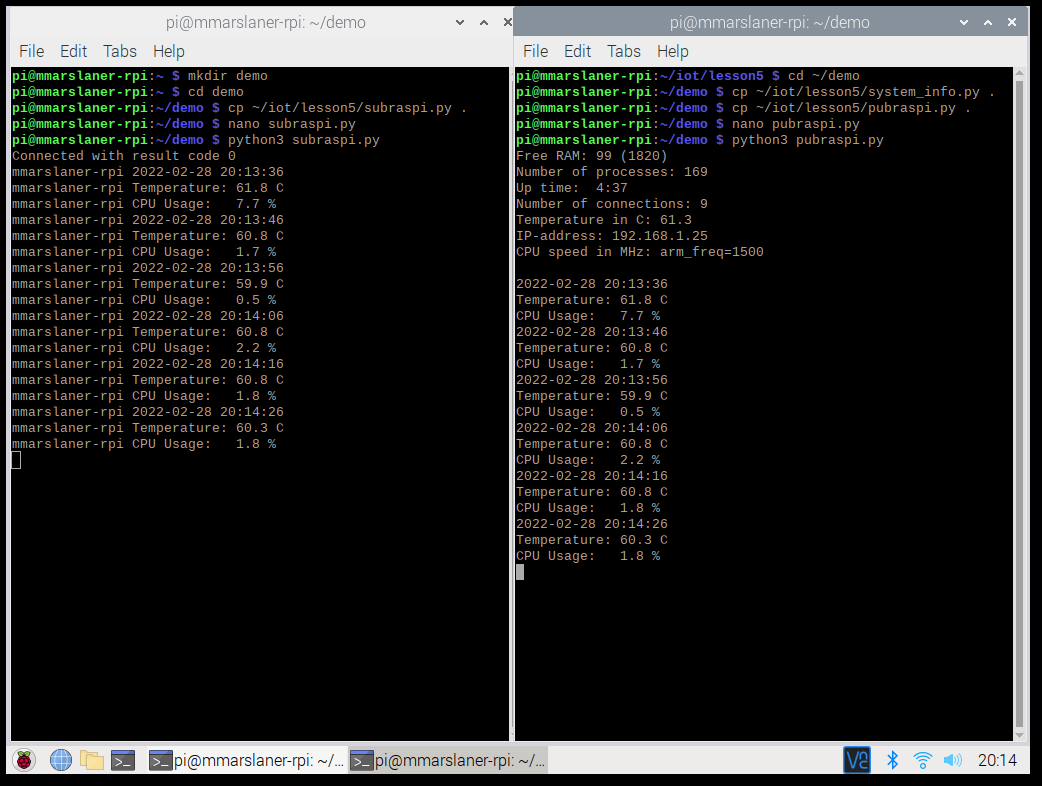 pi@mmarslaner-rpi: ~/demo
File Edit Tabs Help
pi@mmarslaner-rpi:~ $ mkdir demo
pi@mmarslaner-rpi:~ $ cd demo
pi@mmarslaner-rpi:~/demo $ cp ~/iot/lesson5/subraspi.py .
pi@mmarslaner-rpi:~/demo $ nano subraspi.py
pi@mmarslaner-rpi:~/demo $ python3 subraspi.py
Connected with result code 0
mmarslaner-rpi 2022-02-28 20:13:36
mmarslaner-rpi Temperature: 61.8 C
mmarslaner-rpi CPU Usage:   7.7 %
mmarslaner-rpi 2022-02-28 20:13:46
mmarslaner-rpi Temperature: 60.8 C
mmarslaner-rpi CPU Usage:   1.7 %
mmarslaner-rpi 2022-02-28 20:13:56
mmarslaner-rpi Temperature: 59.9 C
mmarslaner-rpi CPU Usage:   0.5 %
mmarslaner-rpi 2022-02-28 20:14:06
mmarslaner-rpi Temperature: 60.8 C
mmarslaner-rpi CPU Usage:   2.2 %
mmarslaner-rpi 2022-02-28 20:14:16
mmarslaner-rpi Temperature: 60.8 C
mmarslaner-rpi CPU Usage:   1.8 %
mmarslaner-rpi 2022-02-28 20:14:26
mmarslaner-rpi Temperature: 60.3 C
mmarslaner-rpi CPU Usage:   1.8 %
pi@mmarslaner-rpi: ~/demo
File Edit Tabs Help
pi@mmarslaner-rpi:~/iot/lesson5 $ cd ~/demo
pi@mmarslaner-rpi:~/demo $ cp ~/iot/lesson5/system_info.py .
pi@mmarslaner-rpi:~/demo $ cp ~/iot/lesson5/pubraspi.py .
pi@mmarslaner-rpi:~/demo $ nano pubraspi.py
pi@mmarslaner-rpi:~/demo $ python3 pubraspi.py
Free RAM: 99 (1820)
Number of processes: 169
Up time:  4:37
Number of connections: 9
Temperature in C: 61.3
IP-address: 192.168.1.25
CPU speed in MHz: arm_freq=1500
2022-02-28 20:13:36
Temperature: 61.8 C
CPU Usage:   7.7 %
2022-02-28 20:13:46
Temperature: 60.8 C
CPU Usage:   1.7 %
2022-02-28 20:13:56
Temperature: 59.9 C
CPU Usage:   0.5 %
2022-02-28 20:14:06
Temperature: 60.8 C
CPU Usage:   2.2 %
2022-02-28 20:14:16
Temperature: 60.8 C
CPU Usage:   1.8 %
2022-02-28 20:14:26
Temperature: 60.3 C
CPU Usage:   1.8 %
pi@mmarslaner-rpi: ~/... pi@mmarslaner-rpi: ~/... 20:14